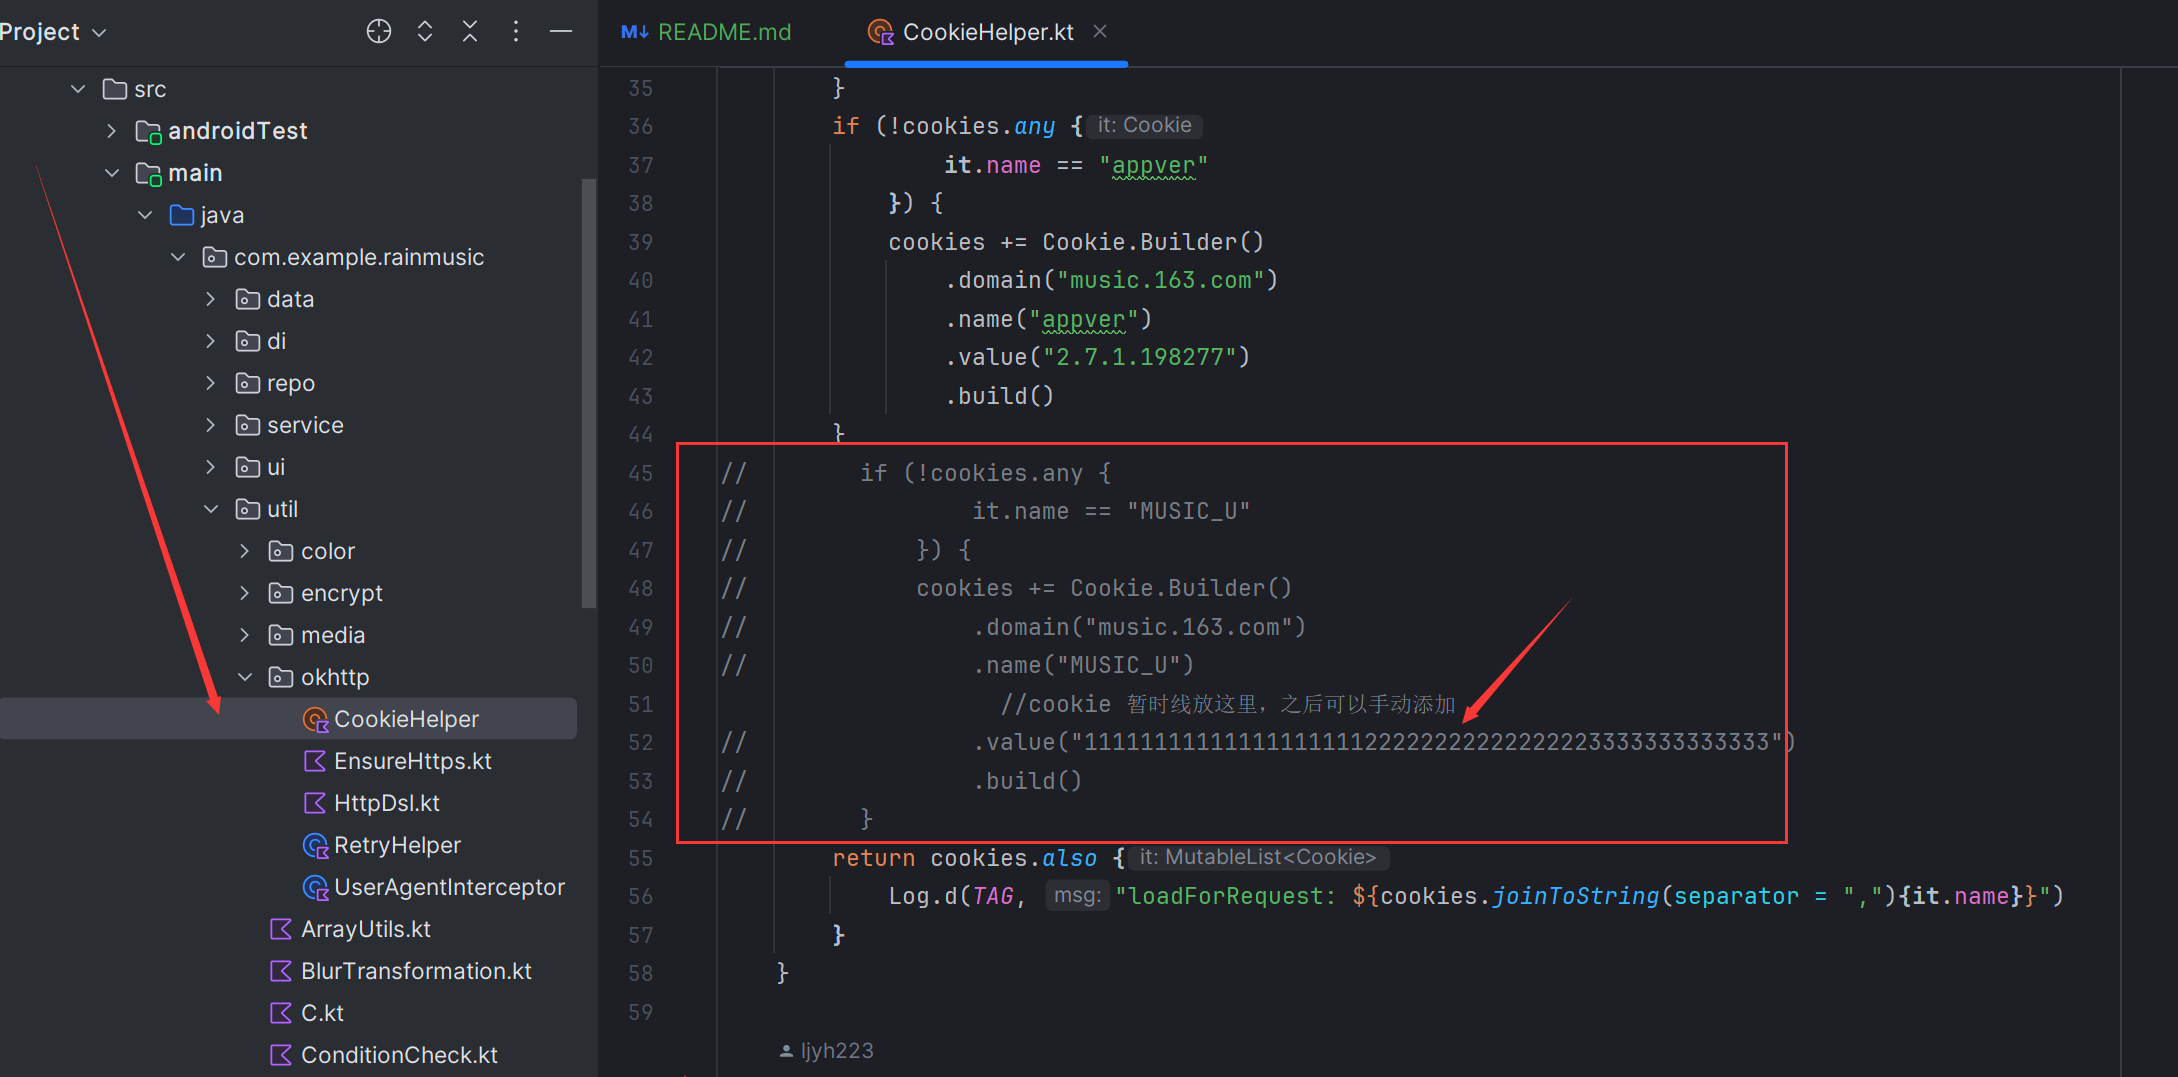 Project
src
androidTest
main
java
com.example.rainmusic
data
di
repo
service
ui
util
color
encrypt
media
okhttp
CookieHelper
EnsureHttps.kt
HttpDsl.kt
RetryHelper
UserAgentInterceptor
ArrayUtils.kt
BlurTransformation.kt
C.kt
ConditionCheck.kt
M↓ README.md
CookieHelper.kt
35 }
36 if (!cookies.any { it: Cookie
37 it.name == "appver"
38 }) {
39 cookies += Cookie.Builder()
40 .domain("music.163.com")
41 .name("appver")
42 .value("2.7.1.198277")
43 .build()
44 }
45 // if (!cookies.any {
46 // it.name == "MUSIC_U"
47 // }) {
48 // cookies += Cookie.Builder()
49 // .domain("music.163.com")
50 // .name("MUSIC_U")
51 //cookie 暂时线放这里，之后可以手动添加
52 // .value("1111111111111111111122222222222222223333333333333")
53 // .build()
54 // }
55 return cookies.also { it: MutableList<Cookie>
56 Log.d(TAG, msg: "loadForRequest: ${cookies.joinToString(separator = ","){it.name}}")
57 }
58 }
59
ljyh223